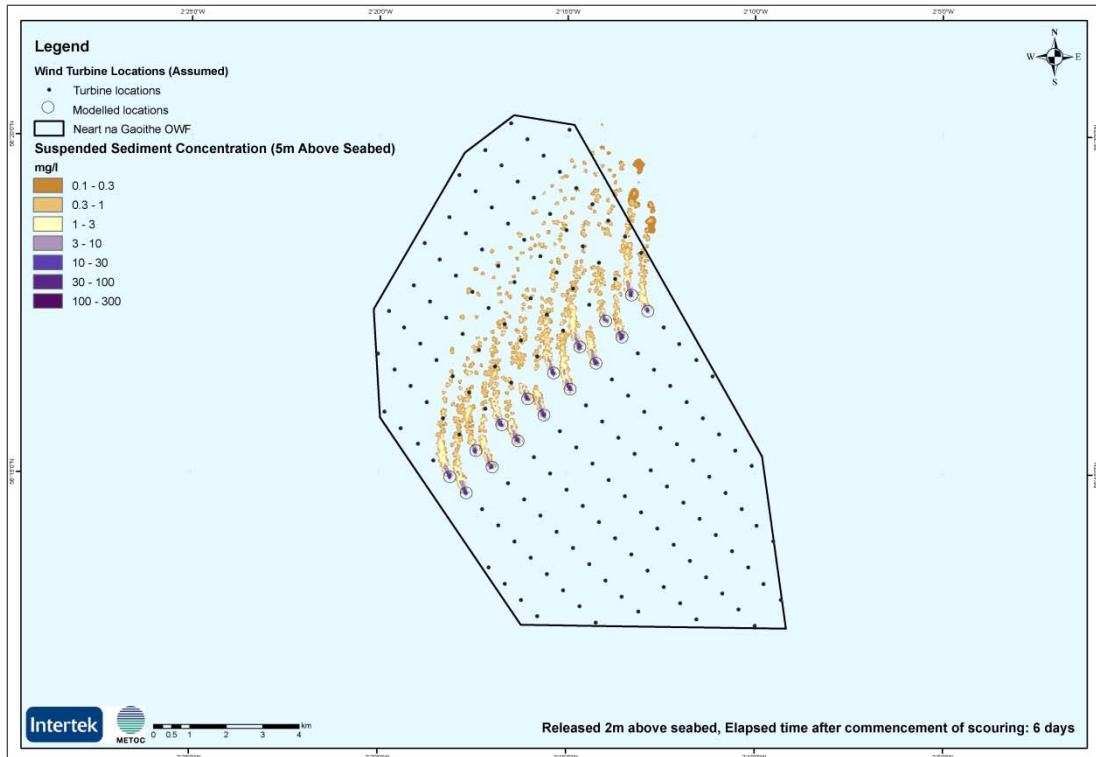 2°25'0"W 2°20'0"W 2°15'0"W 2°10'0"W 2°5'0"W
Legend
Wind Turbine Locations (Assumed)
Turbine locations
Modelled locations
Neart na Gaoithe OWF
Suspended Sediment Concentration (5m Above Seabed)
mg/l
0.1 - 0.3
0.3 - 1
1 - 3
3 - 10
10 - 30
30 - 100
100 - 300
N
W E
S
Intertek
METOC
km
0 0.5 1 2 3 4
Released 2m above seabed, Elapsed time after commencement of scouring: 6 days